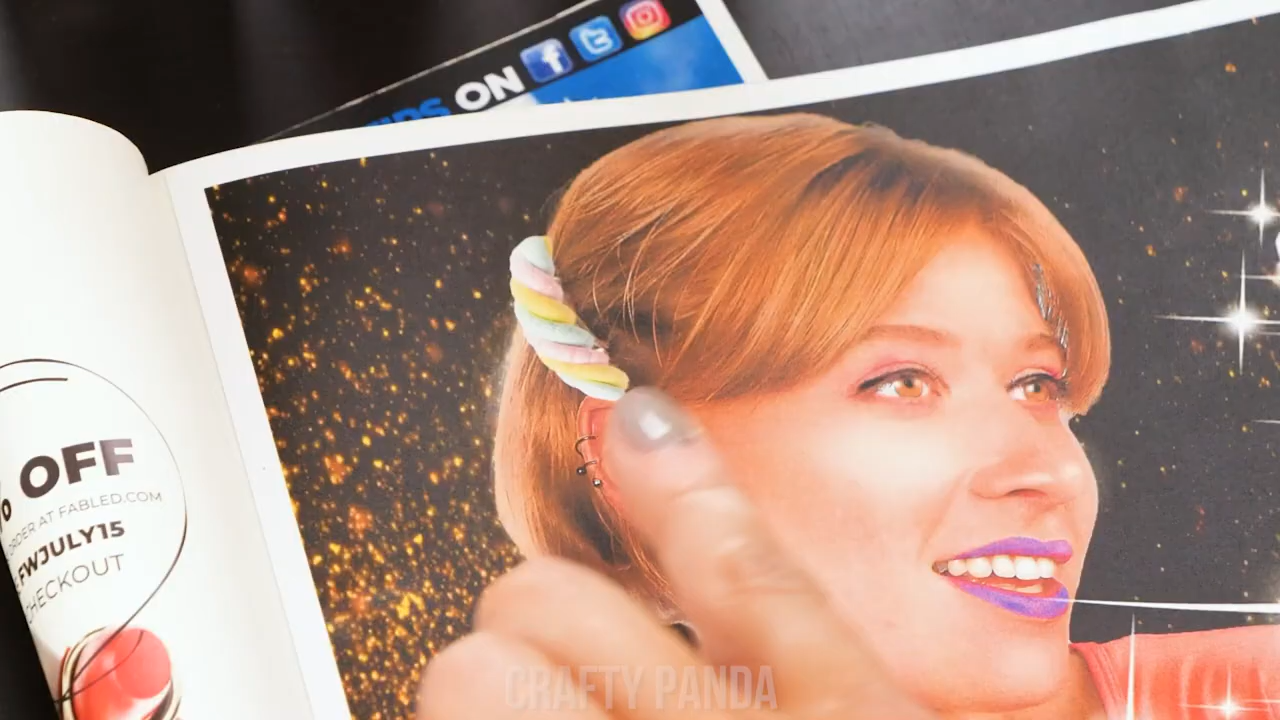 ON
% OFF
ORDER AT FABLED.COM
FWJULY15
CHECKOUT
CRAFTY PANDA